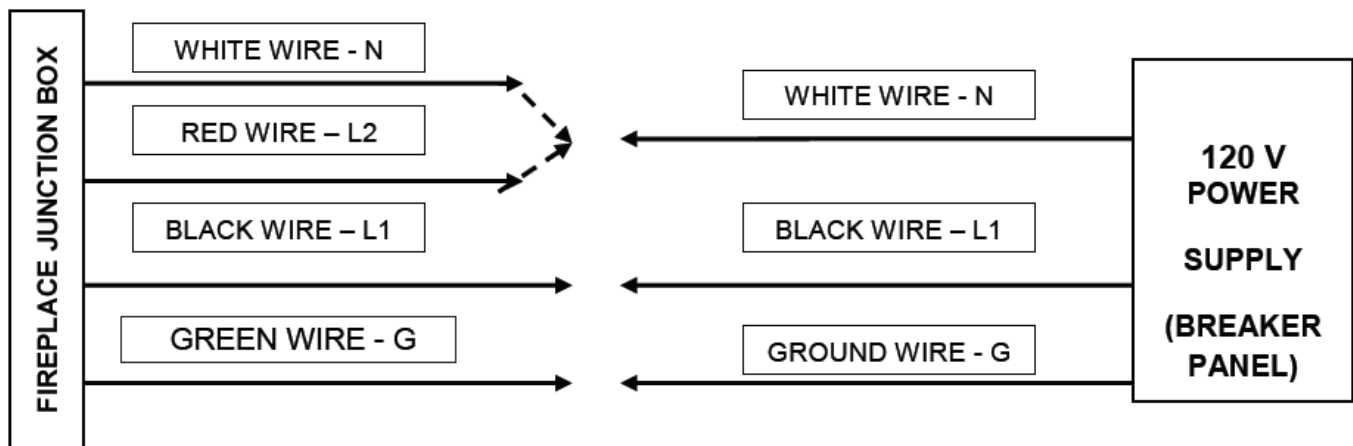 FIREPLACE JUNCTION BOX
WHITE WIRE - N
RED WIRE – L2
BLACK WIRE – L1
GREEN WIRE - G
WHITE WIRE - N
BLACK WIRE – L1
GROUND WIRE - G
120 V
POWER
SUPPLY
(BREAKER
PANEL)